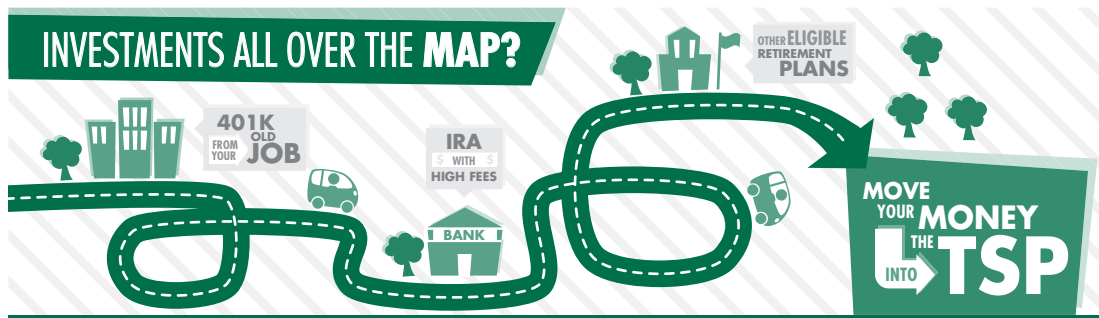 INVESTMENTS ALL OVER THE MAP?
401K
FROM YOUR OLD JOB
IRA
$ WITH $
HIGH FEES
BANK
OTHER ELIGIBLE
RETIREMENT
PLANS
MOVE
YOUR MONEY
INTO THE TSP